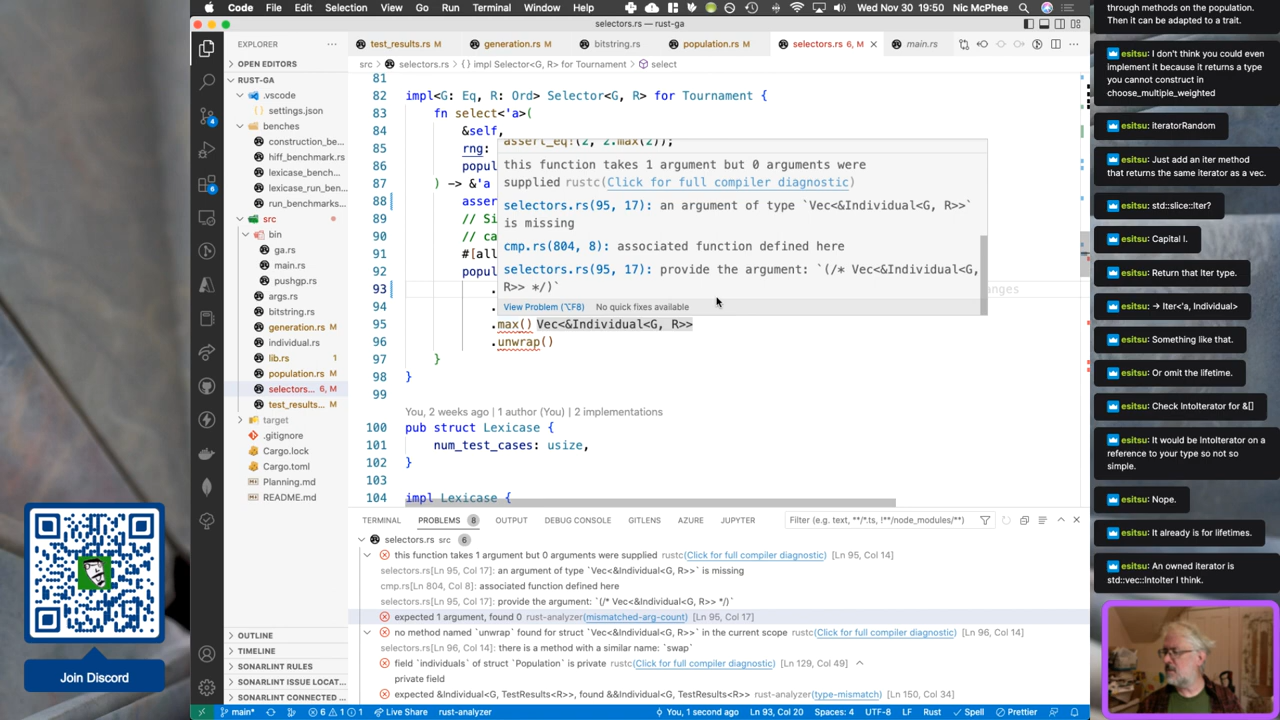 Code File Edit Selection View Go Run Terminal Window Help
Wed Nov 30 19:50 Nic McPhee
selectors.rs — rust-ga
EXPLORER
test_results.rs M
generation.rs M
bitstring.rs
population.rs M
selectors.rs 6, M
main.rs
src > selectors.rs > impl Selector<G, R> for Tournament > select
OPEN EDITORS
RUST-GA
.vscode
settings.json
benches
construction_be...
hiff_benchmark.rs
lexicase_bench...
lexicase_run_ben...
run_benchmarks...
src
bin
ga.rs
main.rs
pushgp.rs
args.rs
bitstring.rs
generation.rs M
individual.rs
lib.rs 1
population.rs M
selectors... 6, M
test_results... M
target
.gitignore
Cargo.lock
Cargo.toml
Planning.md
README.md
OUTLINE
TIMELINE
SONARLINT RULES
SONARLINT ISSUE LOCAT...
SONARLINT CONNECTED ...
81
82 impl<G: Eq, R: Ord> Selector<G, R> for Tournament {
83 fn select<'a>(
84 &self,
85 rng:
86 popul
87 ) -> &'a
88 asser
89 // Si
90 // ca
91 #[all
92 popul
93 .
94 .
95 .max() Vec<&Individual<G, R>>
96 .unwrap()
97 }
98 }
99
You, 2 weeks ago | 1 author (You) | 2 implementations
100 pub struct Lexicase {
101 num_test_cases: usize,
102 }
103
104 impl Lexicase {
assert_eq!(2, 2.max(2));
this function takes 1 argument but 0 arguments were
supplied rustc(Click for full compiler diagnostic)
selectors.rs(95, 17): an argument of type `Vec<&Individual<G, R>>`
is missing
cmp.rs(804, 8): associated function defined here
selectors.rs(95, 17): provide the argument: `(/* Vec<&Individual<G,
R>> */)`
View Problem (⌥F8) No quick fixes available
anges
TERMINAL PROBLEMS 8 OUTPUT DEBUG CONSOLE GITLENS AZURE JUPYTER
Filter (e.g. text, **/*.ts, !**/node_modules/**)
selectors.rs src 6
this function takes 1 argument but 0 arguments were supplied rustc(Click for full compiler diagnostic) [Ln 95, Col 14]
selectors.rs[Ln 95, Col 17]: an argument of type `Vec<&Individual<G, R>>` is missing
cmp.rs[Ln 804, Col 8]: associated function defined here
selectors.rs[Ln 95, Col 17]: provide the argument: `(/* Vec<&Individual<G, R>> */)`
expected 1 argument, found 0 rust-analyzer(mismatched-arg-count) [Ln 95, Col 17]
no method named `unwrap` found for struct `Vec<&Individual<G, R>>` in the current scope rustc(Click for full compiler diagnostic) [Ln 96, Col 14]
selectors.rs[Ln 96, Col 14]: there is a method with a similar name: `swap`
field `individuals` of struct `Population` is private rustc(Click for full compiler diagnostic) [Ln 129, Col 49]
private field
expected &Individual<G, TestResults<R>>, found &&Individual<G, TestResults<R>> rust-analyzer(type-mismatch) [Ln 150, Col 34]
main* 6 1 1 Live Share rust-analyzer
You, 1 second ago Ln 93, Col 20 Spaces: 4 UTF-8 LF Rust Spell Prettier
Join Discord
through methods on the population.
Then it can be adapted to a trait.
esitsu: I don't think you could even
implement it because it returns a type
you cannot construct in
choose_multiple_weighted
esitsu: IteratorRandom
esitsu: Just add an iter method
that returns the same iterator as a vec.
esitsu: std::slice::Iter?
esitsu: Capital I.
esitsu: Return that Iter type.
esitsu: -> Iter<'a, Individual>
esitsu: Something like that.
esitsu: Or omit the lifetime.
esitsu: Check IntoIterator for &[]
esitsu: It would be IntoIterator on a
reference to your type so not so
simple.
esitsu: Nope.
esitsu: It already is for lifetimes.
esitsu: An owned iterator is
std::vec::IntoIter I think.